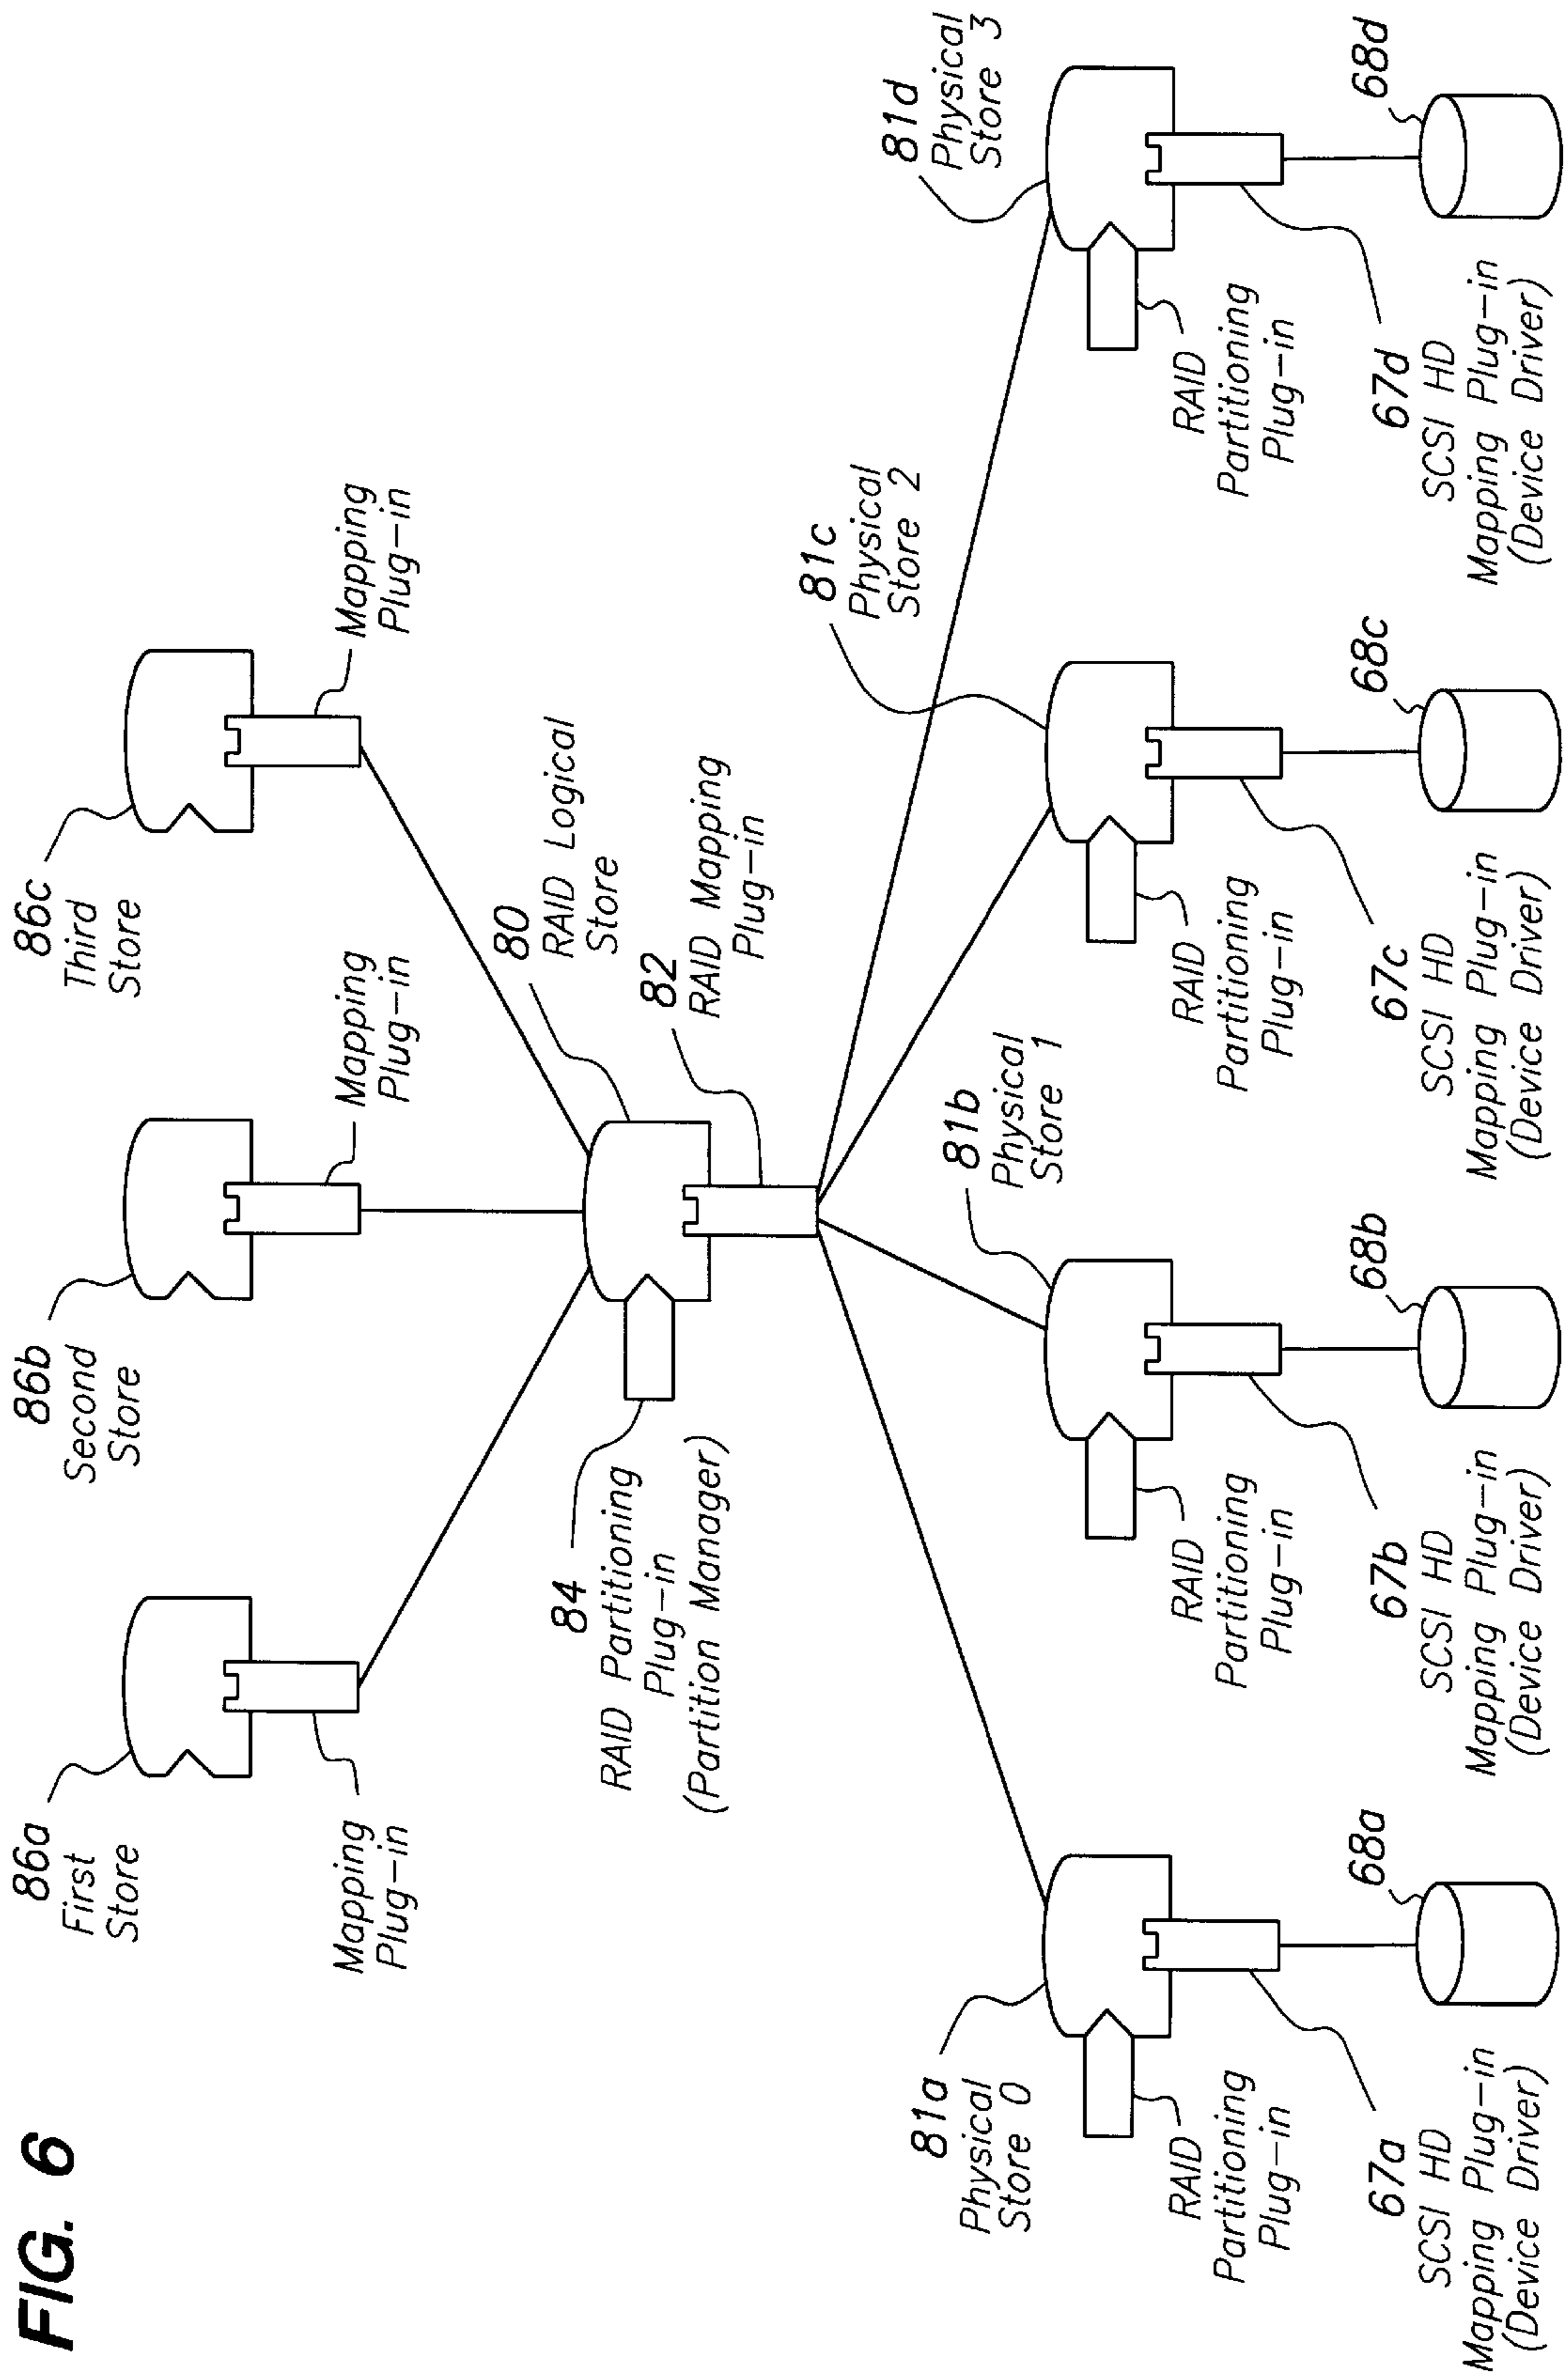 FIG. 6
86a
First
Store
86b
Second
Store
86c
Third
Store
Mapping
Plug-in
Mapping
Plug-in
Mapping
Plug-in
84
RAID Partitioning
Plug-in
(Partition Manager)
80
RAID Logical
Store
82
RAID Mapping
Plug-in
81a
Physical
Store 0
81b
Physical
Store 1
81c
Physical
Store 2
81d
Physical
Store 3
RAID
Partitioning
Plug-in
RAID
Partitioning
Plug-in
RAID
Partitioning
Plug-in
RAID
Partitioning
Plug-in
67a
SCSI HD
Mapping Plug-in
(Device Driver)
68a
67b
SCSI HD
Mapping Plug-in
(Device Driver)
68b
67c
SCSI HD
Mapping Plug-in
(Device Driver)
68c
67d
SCSI HD
Mapping Plug-in
(Device Driver)
68d